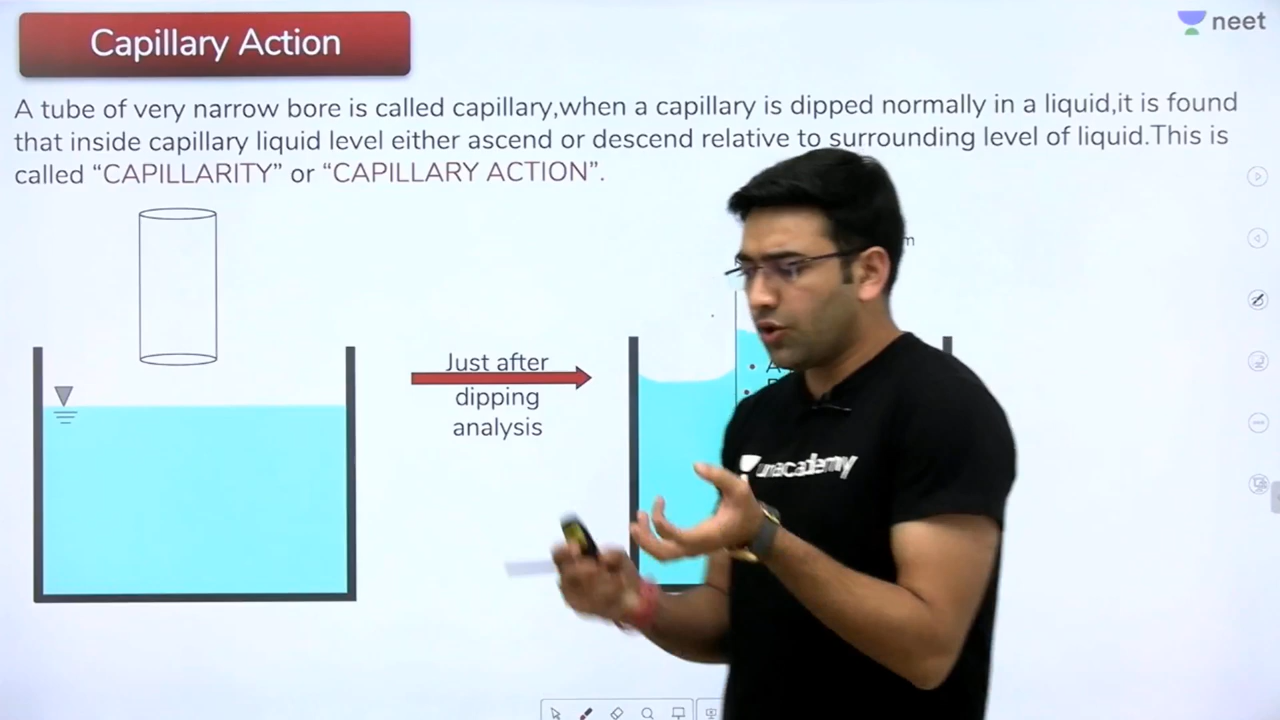 Capillary Action
neet
A tube of very narrow bore is called capillary,when a capillary is dipped normally in a liquid,it is found
that inside capillary liquid level either ascend or descend relative to surrounding level of liquid.This is
called “CAPILLARITY” or “CAPILLARY ACTION”.
Just after
dipping
analysis
unacademy